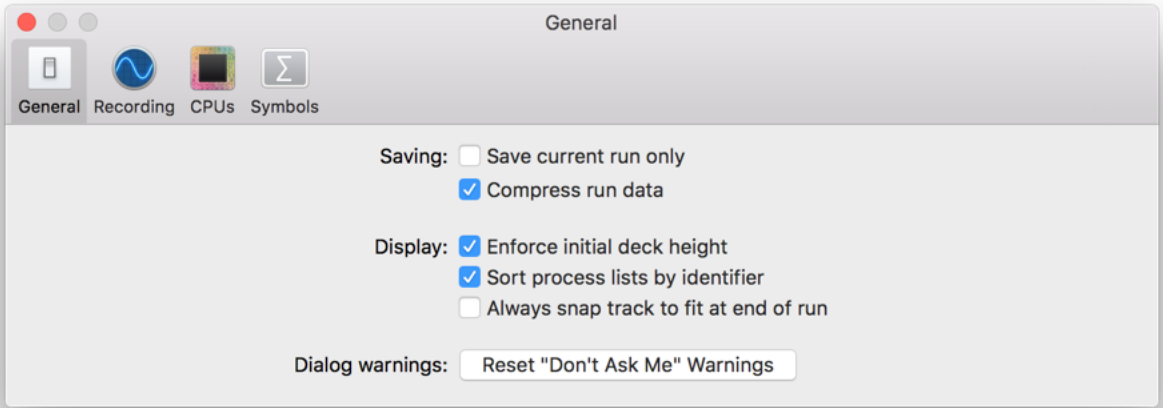 General
General Recording CPUs Symbols
Saving: Save current run only
Compress run data
Display: Enforce initial deck height
Sort process lists by identifier
Always snap track to fit at end of run
Dialog warnings: Reset "Don't Ask Me" Warnings